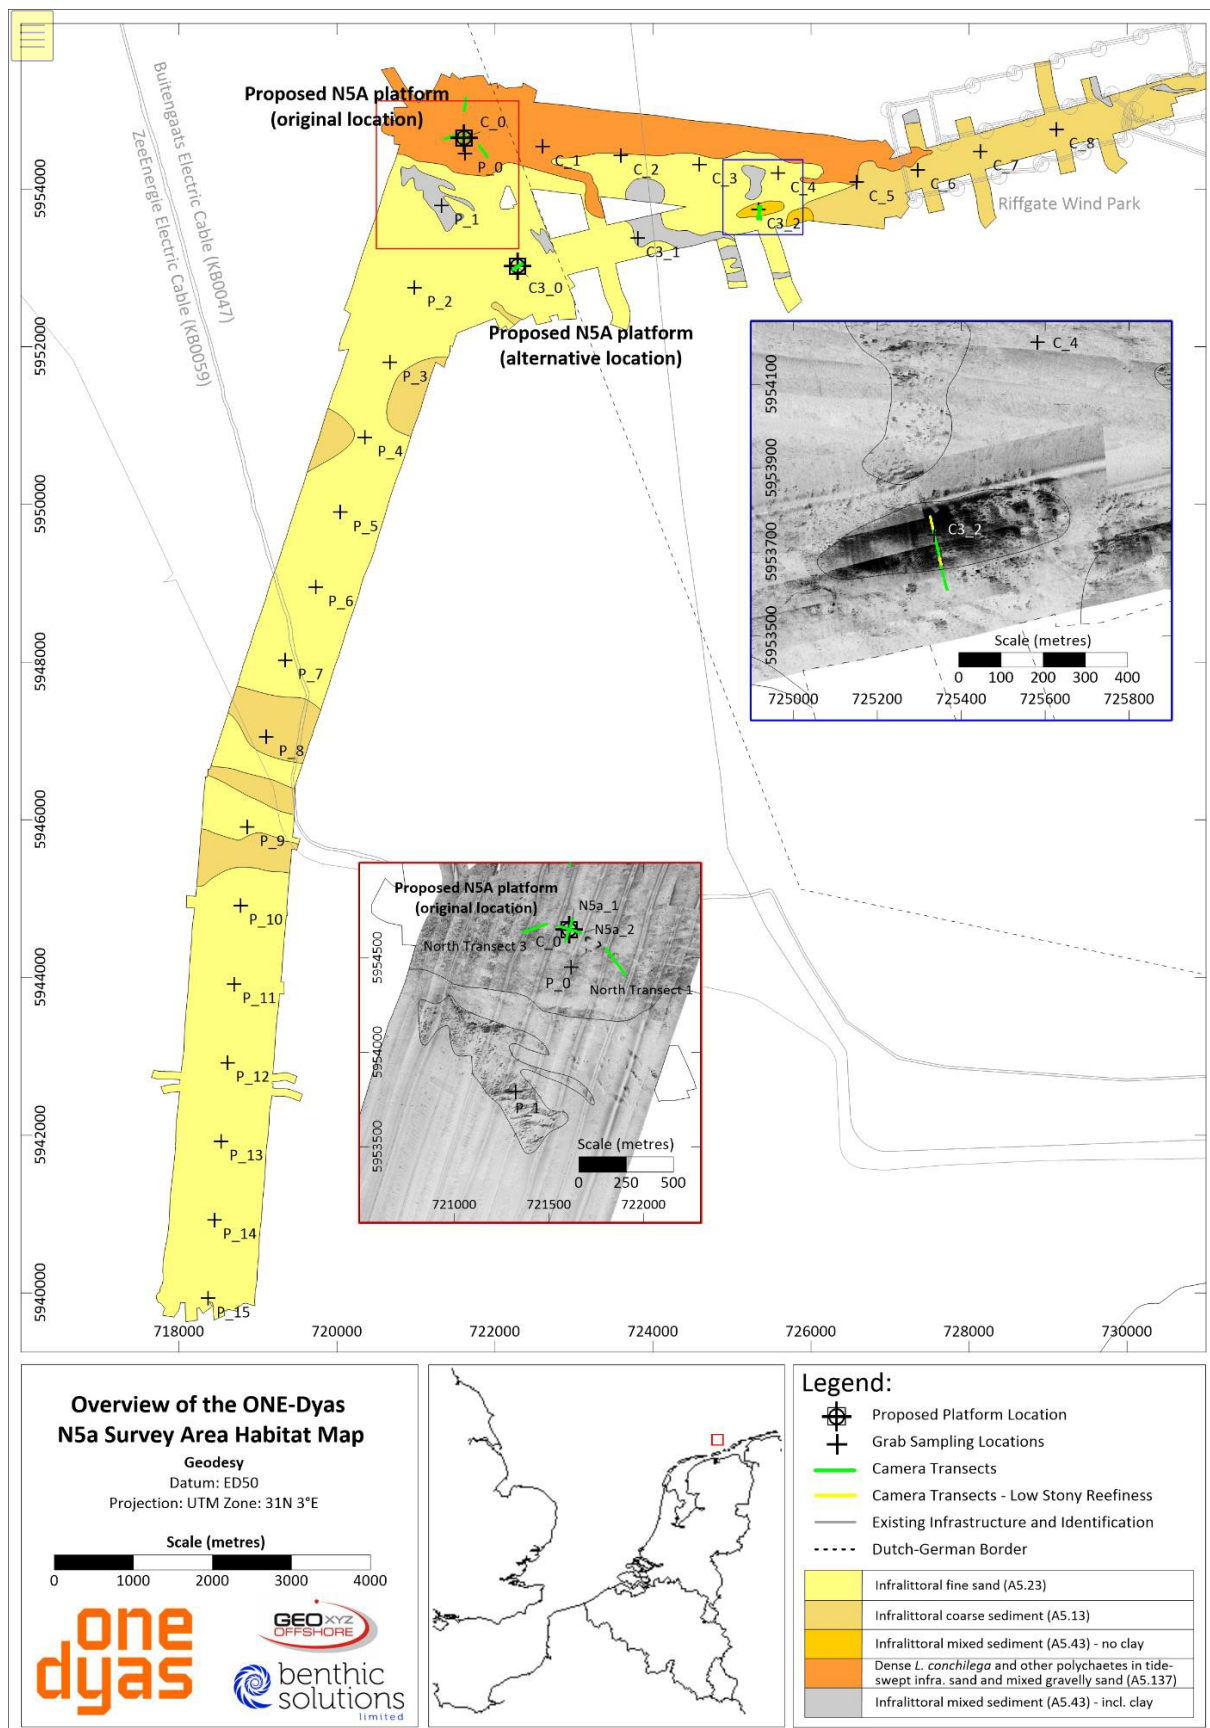 Buitengaats Electric Cable (KB0047)
ZeeEnergie Electric Cable (KB0059)
Proposed N5A platform
(original location)
C_0
P_0
C_1
C_2
C_3
C_4
C_5
C_6
C_7
C_8
Riffgate Wind Park
P_1
C3_2
C3_1
C3_0
P_2
Proposed N5A platform
(alternative location)
P_3
P_4
P_5
P_6
P_7
P_8
P_9
P_10
P_11
P_12
P_13
P_14
P_15
5954000
5952000
5950000
5948000
5946000
5944000
5942000
5940000
718000
720000
722000
724000
726000
728000
730000
C_4
C3_2
5954100
5953900
5953700
5953500
Scale (metres)
0 100 200 300 400
725000 725200 725400 725600 725800
Proposed N5A platform
(original location)
N5a_1
N5a_2
C_0
North Transect 3
P_0
North Transect 1
P_1
5954500
5954000
5953500
Scale (metres)
0 250 500
721000 721500 722000
Overview of the ONE-Dyas
N5a Survey Area Habitat Map
Geodesy
Datum: ED50
Projection: UTM Zone: 31N 3°E
Scale (metres)
0 1000 2000 3000 4000
one
dyas
GEOXYZ
OFFSHORE
benthic
solutions
limited
Legend:
Proposed Platform Location
Grab Sampling Locations
Camera Transects
Camera Transects - Low Stony Reefiness
Existing Infrastructure and Identification
Dutch-German Border
Infralittoral fine sand (A5.23)
Infralittoral coarse sediment (A5.13)
Infralittoral mixed sediment (A5.43) - no clay
Dense L. conchilega and other polychaetes in tide-
swept infra. sand and mixed gravelly sand (A5.137)
Infralittoral mixed sediment (A5.43) - incl. clay